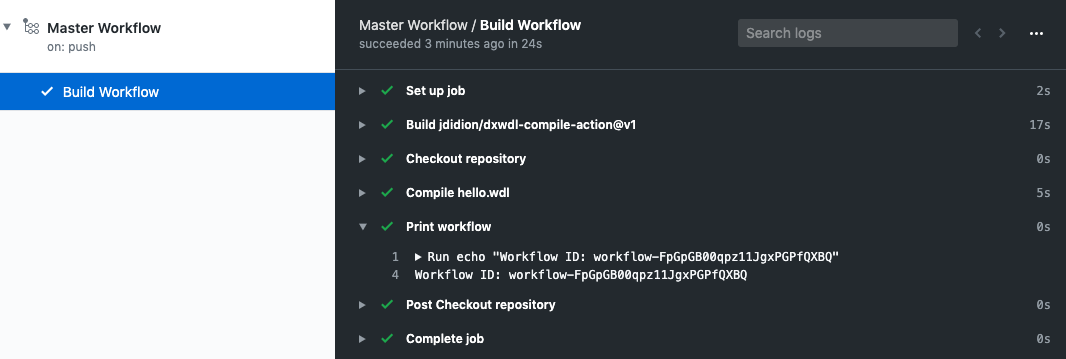 Master Workflow
on: push
Build Workflow
Master Workflow / Build Workflow
succeeded 3 minutes ago in 24s
Search logs
Set up job 2s
Build jdidion/dxwdl-compile-action@v1 17s
Checkout repository 0s
Compile hello.wdl 5s
Print workflow 0s
1 Run echo "Workflow ID: workflow-FpGpGB00qpz11JgxPGPfQXBQ"
4 Workflow ID: workflow-FpGpGB00qpz11JgxPGPfQXBQ
Post Checkout repository 0s
Complete job 0s